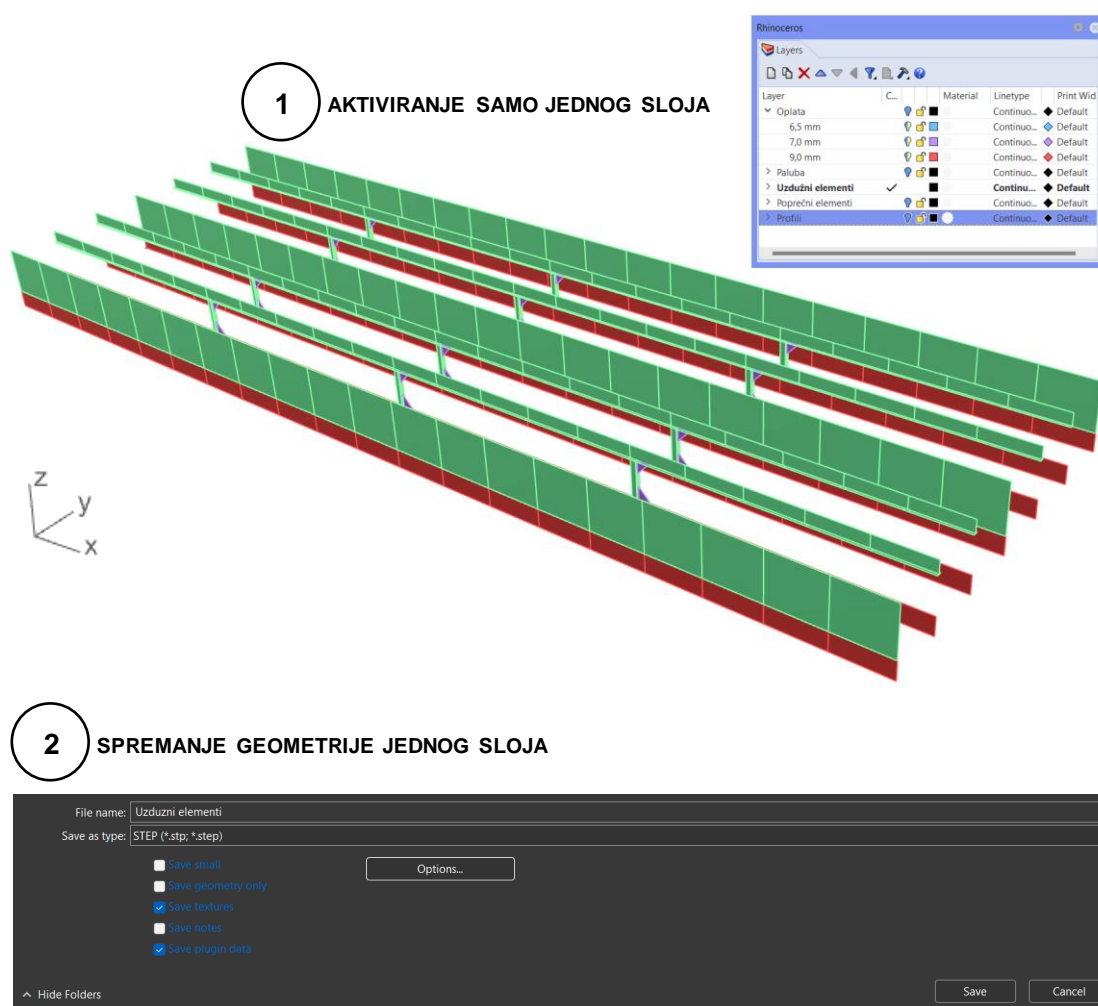 Rhinoceros
Layers
1 AKTIVIRANJE SAMO JEDNOG SLOJA
Layer C... Material Linetype Print Wid
Oplata Continuo... Default
6,5 mm Continuo... Default
7,0 mm Continuo... Default
9,0 mm Continuo... Default
Paluba Continuo... Default
Uzdužni elementi Continu... Default
Poprečni elementi Continuo... Default
Profili Continuo... Default
z
y
x
2 SPREMANJE GEOMETRIJE JEDNOG SLOJA
File name: Uzduzni elementi
Save as type: STEP (*.stp; *.step)
Save small Options...
Save geometry only
Save textures
Save notes
Save plugin data
Hide Folders Save Cancel